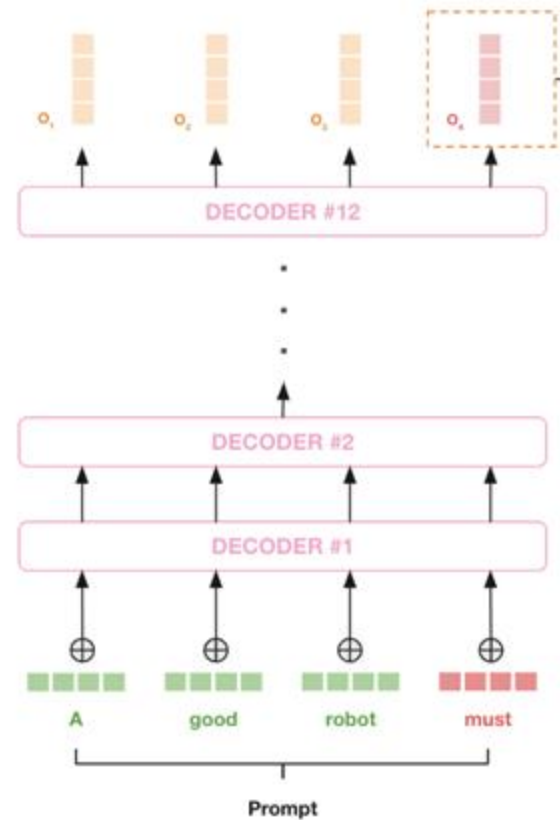 O₁ O₂ O₃ O₄
DECODER #12
DECODER #2
DECODER #1
A good robot must
Prompt